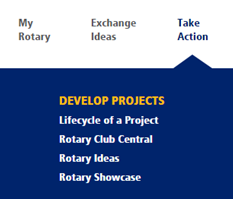 My Exchange Take
Rotary Ideas Action
DEVELOP PROJECTS
Lifecycle of a Project
Rotary Club Central
Rotary Ideas
Rotary Showcase